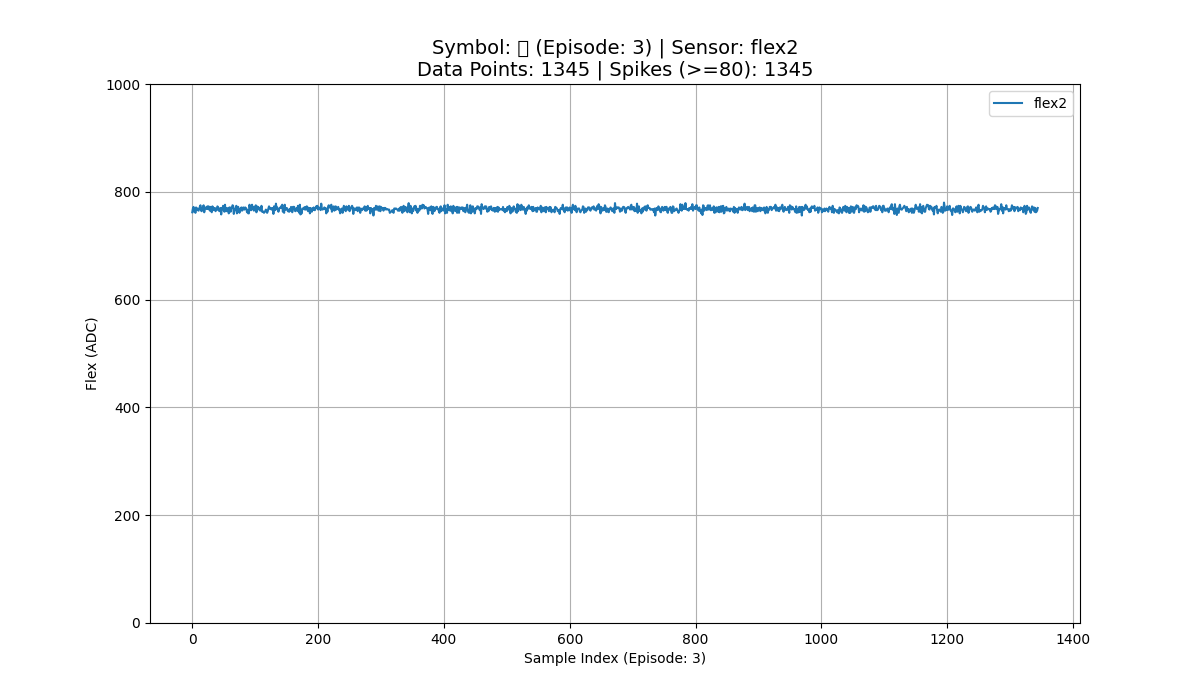 Symbol: (Episode: 3) | Sensor: flex2
Data Points: 1345 | Spikes (>=80): 1345
flex2
1000
800
600
400
200
0
Flex (ADC)
0 200 400 600 800 1000 1200 1400
Sample Index (Episode: 3)